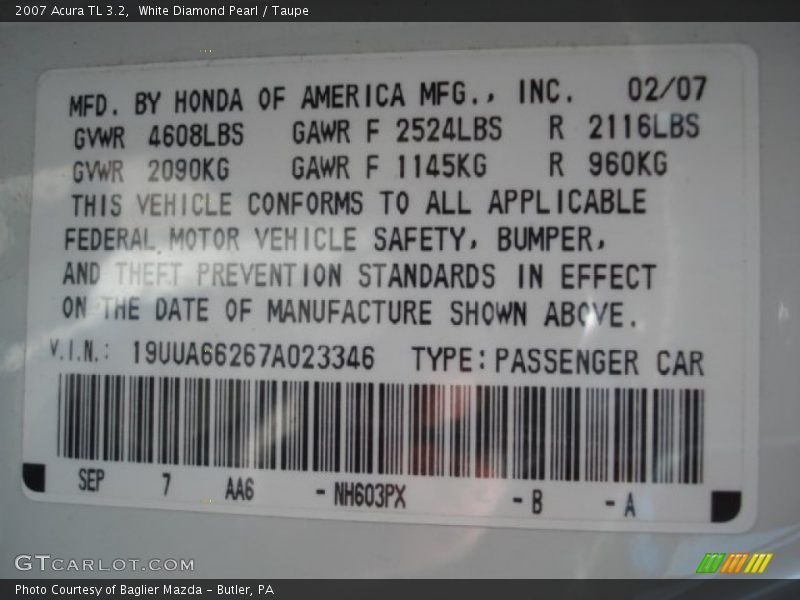 2007 Acura TL 3.2, White Diamond Pearl / Taupe
MFD. BY HONDA OF AMERICA MFG., INC. 02/07
GVWR 4608LBS GAWR F 2524LBS R 2116LBS
GVWR 2090KG GAWR F 1145KG R 960KG
THIS VEHICLE CONFORMS TO ALL APPLICABLE
FEDERAL MOTOR VEHICLE SAFETY, BUMPER,
AND THEFT PREVENTION STANDARDS IN EFFECT
ON THE DATE OF MANUFACTURE SHOWN ABOVE.
V.I.N.: 19UUA66267A023346 TYPE: PASSENGER CAR
SEP 7 AA6 - NH603PX - B - A
GTCARLOT.COM
Photo Courtesy of Baglier Mazda - Butler, PA